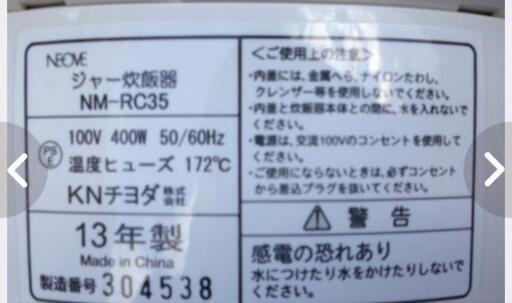 NEOVE
ジャー炊飯器
NM-RC35
100V 400W 50/60Hz
PS
E
温度ヒューズ 172℃
KNチヨダ株式会社
13年製
Made in China
製造番号 304538
<ご使用上の注意>
・内釜には、金属へら、ナイロンたわし、
クレンザー等を使用しないでください。
・内釜と炊飯器本体との間に、水を入れないで
ください。
・電源は、交流100Vのコンセントを使用して
ください。
・ご使用にならないときは、必ずコンセント
から差込プラグを抜いてください。
警告
感電の恐れあり
水につけたり水をかけたりしないでください